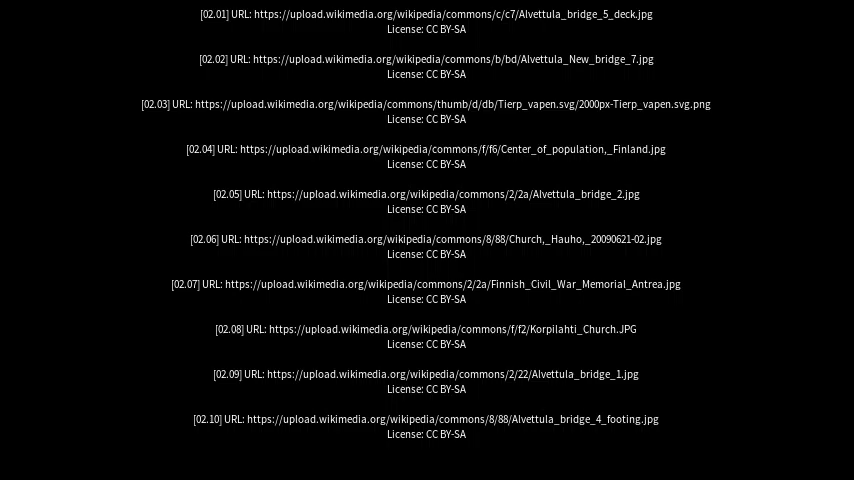 [02.01] URL: https://upload.wikimedia.org/wikipedia/commons/c/c7/Alvettula_bridge_5_deck.jpg
License: CC BY-SA
[02.02] URL: https://upload.wikimedia.org/wikipedia/commons/b/bd/Alvettula_New_bridge_7.jpg
License: CC BY-SA
[02.03] URL: https://upload.wikimedia.org/wikipedia/commons/thumb/d/db/Tierp_vapen.svg/2000px-Tierp_vapen.svg.png
License: CC BY-SA
[02.04] URL: https://upload.wikimedia.org/wikipedia/commons/f/f6/Center_of_population,_Finland.jpg
License: CC BY-SA
[02.05] URL: https://upload.wikimedia.org/wikipedia/commons/2/2a/Alvettula_bridge_2.jpg
License: CC BY-SA
[02.06] URL: https://upload.wikimedia.org/wikipedia/commons/8/88/Church,_Hauho,_20090621-02.jpg
License: CC BY-SA
[02.07] URL: https://upload.wikimedia.org/wikipedia/commons/2/2a/Finnish_Civil_War_Memorial_Antrea.jpg
License: CC BY-SA
[02.08] URL: https://upload.wikimedia.org/wikipedia/commons/f/f2/Korpilahti_Church.JPG
License: CC BY-SA
[02.09] URL: https://upload.wikimedia.org/wikipedia/commons/2/22/Alvettula_bridge_1.jpg
License: CC BY-SA
[02.10] URL: https://upload.wikimedia.org/wikipedia/commons/8/88/Alvettula_bridge_4_footing.jpg
License: CC BY-SA